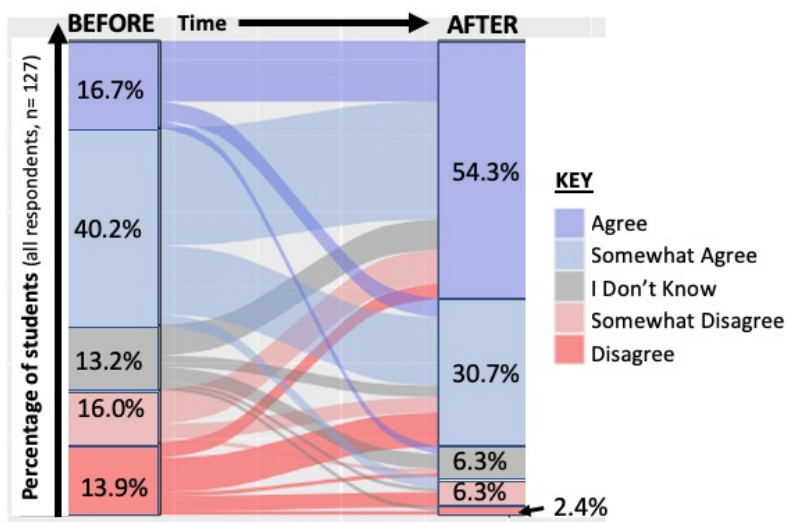 BEFORE Time AFTER
Percentage of students (all respondents, n= 127)
16.7%
40.2%
13.2%
16.0%
13.9%
54.3%
30.7%
6.3%
6.3%
2.4%
KEY
Agree
Somewhat Agree
I Don't Know
Somewhat Disagree
Disagree